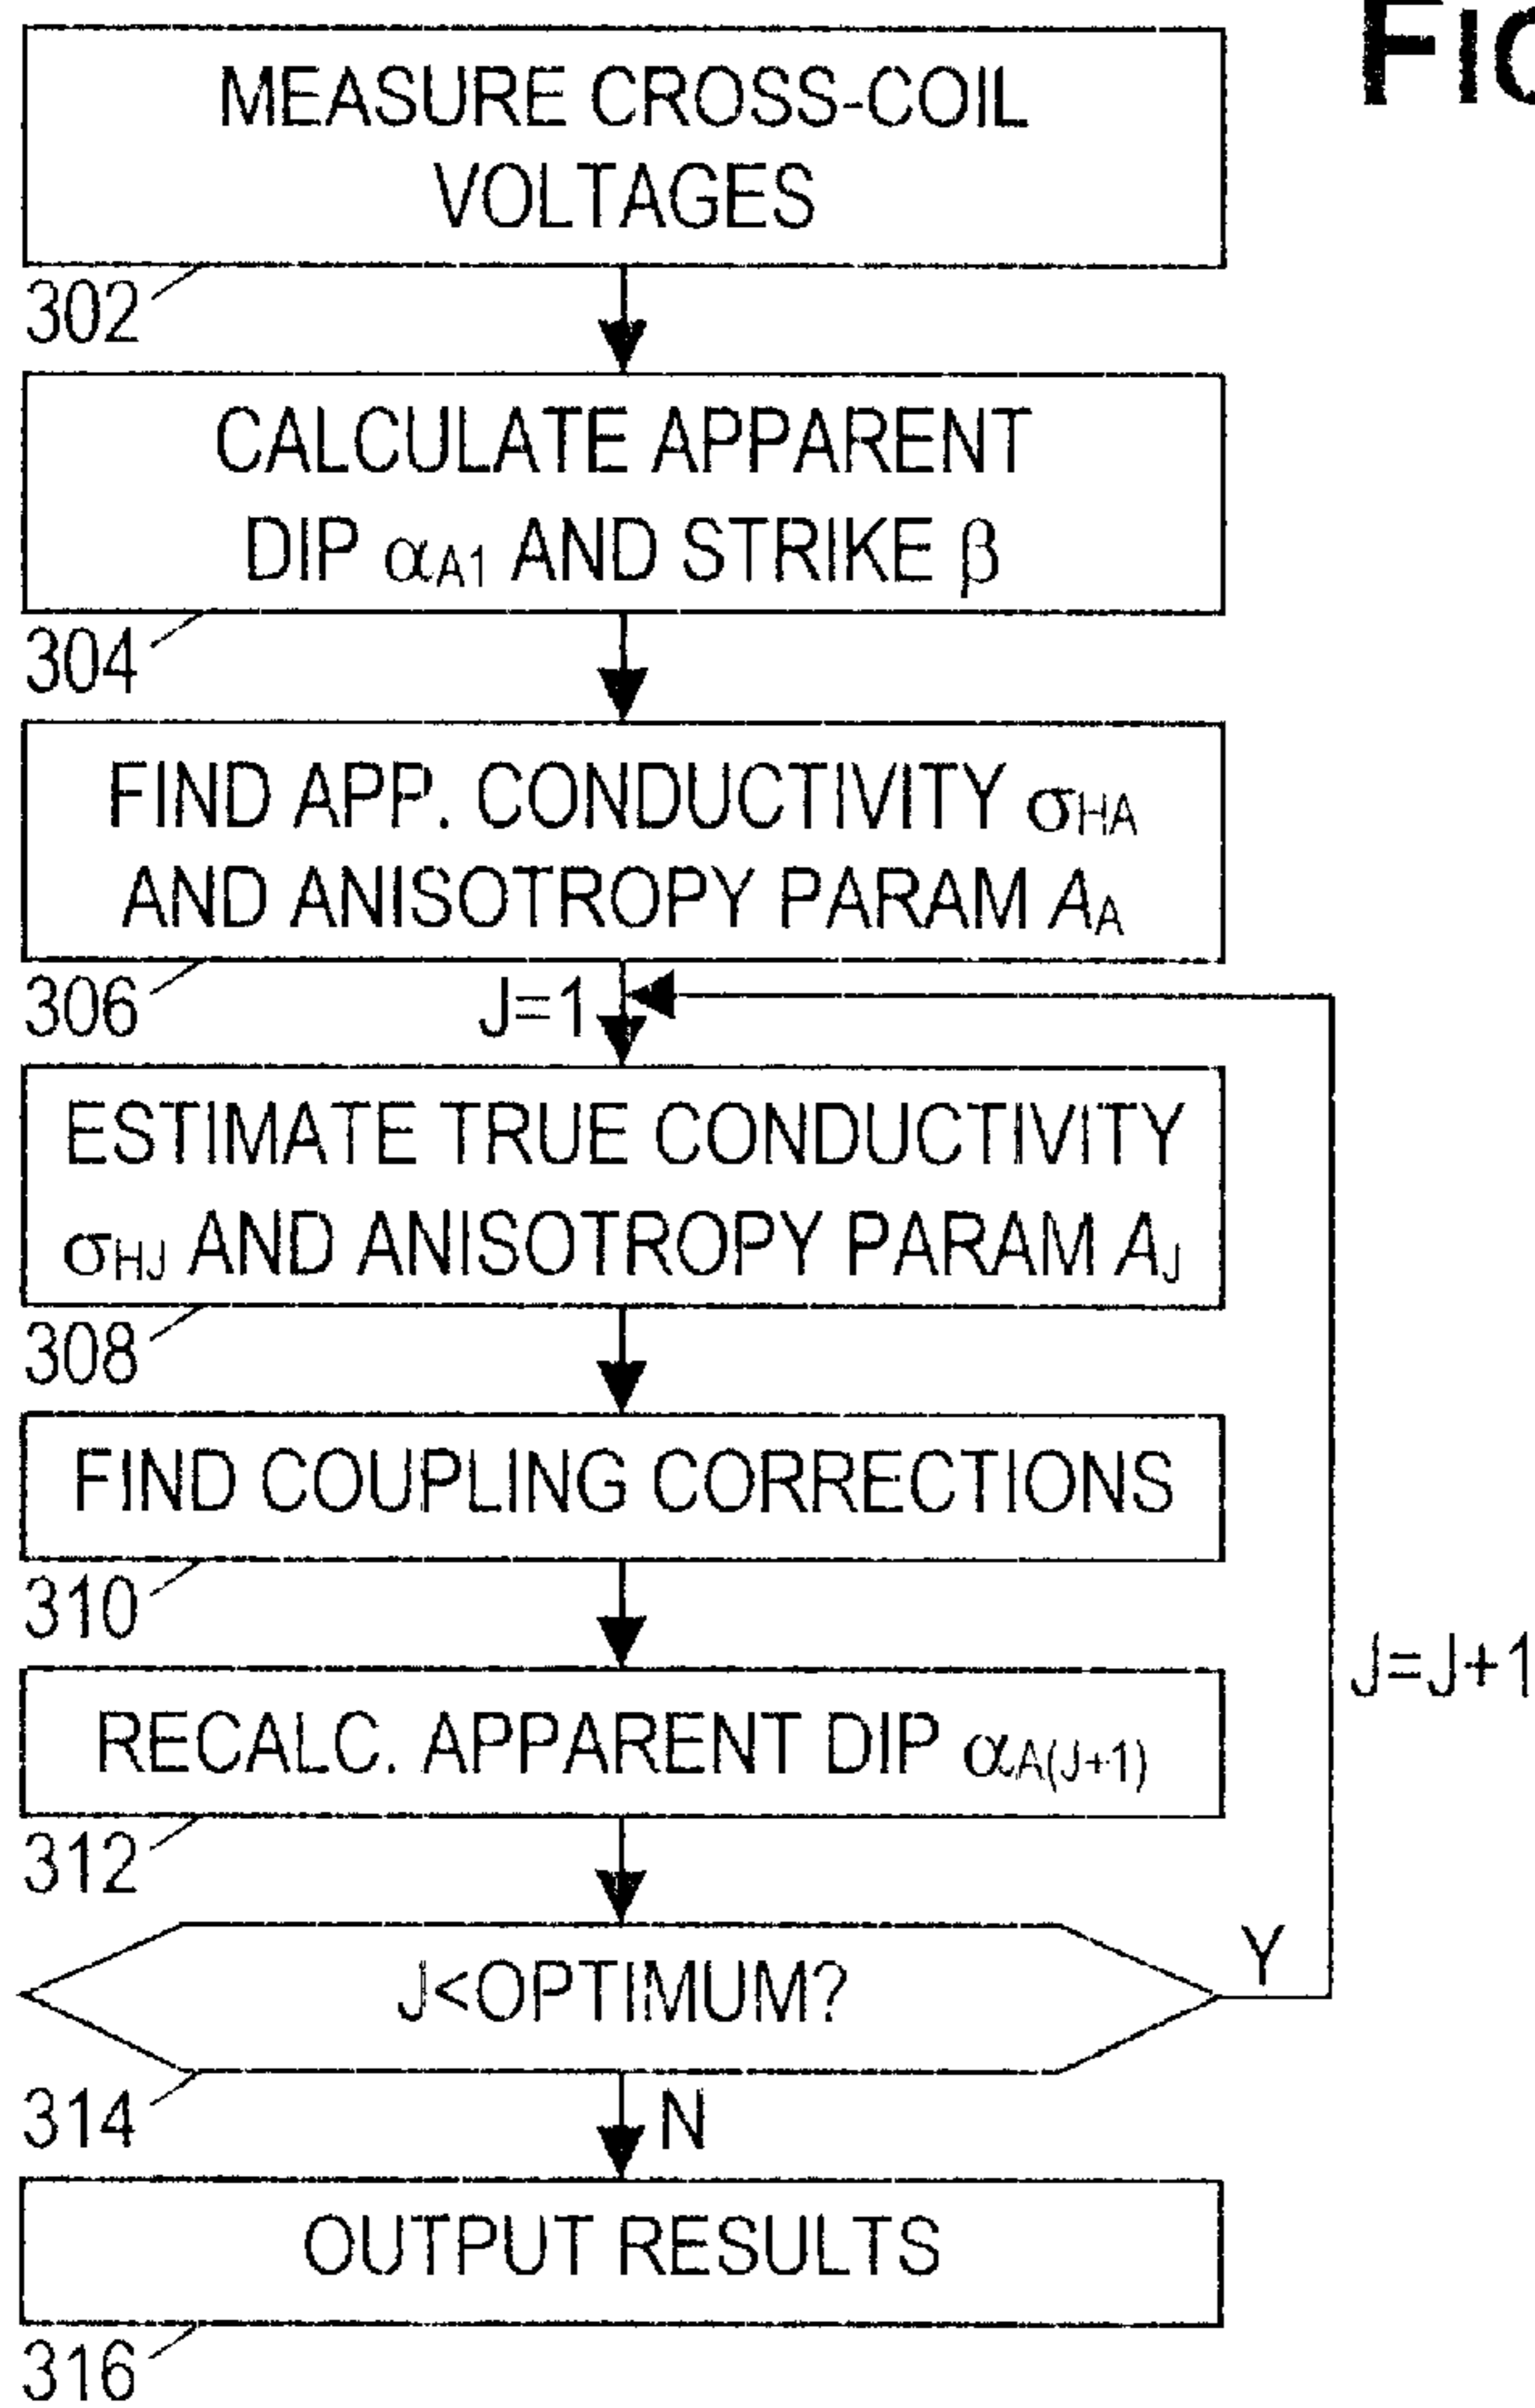 FIG
MEASURE CROSS-COIL
VOLTAGES
302
CALCULATE APPARENT
DIP αA1 AND STRIKE β
304
FIND APP. CONDUCTIVITY σHA
AND ANISOTROPY PARAM AA
306
J=1
ESTIMATE TRUE CONDUCTIVITY
σHJ AND ANISOTROPY PARAM AJ
308
FIND COUPLING CORRECTIONS
310
J=J+1
RECALC. APPARENT DIP αA(J+1)
312
J<OPTIMUM?
Y
314
N
OUTPUT RESULTS
316